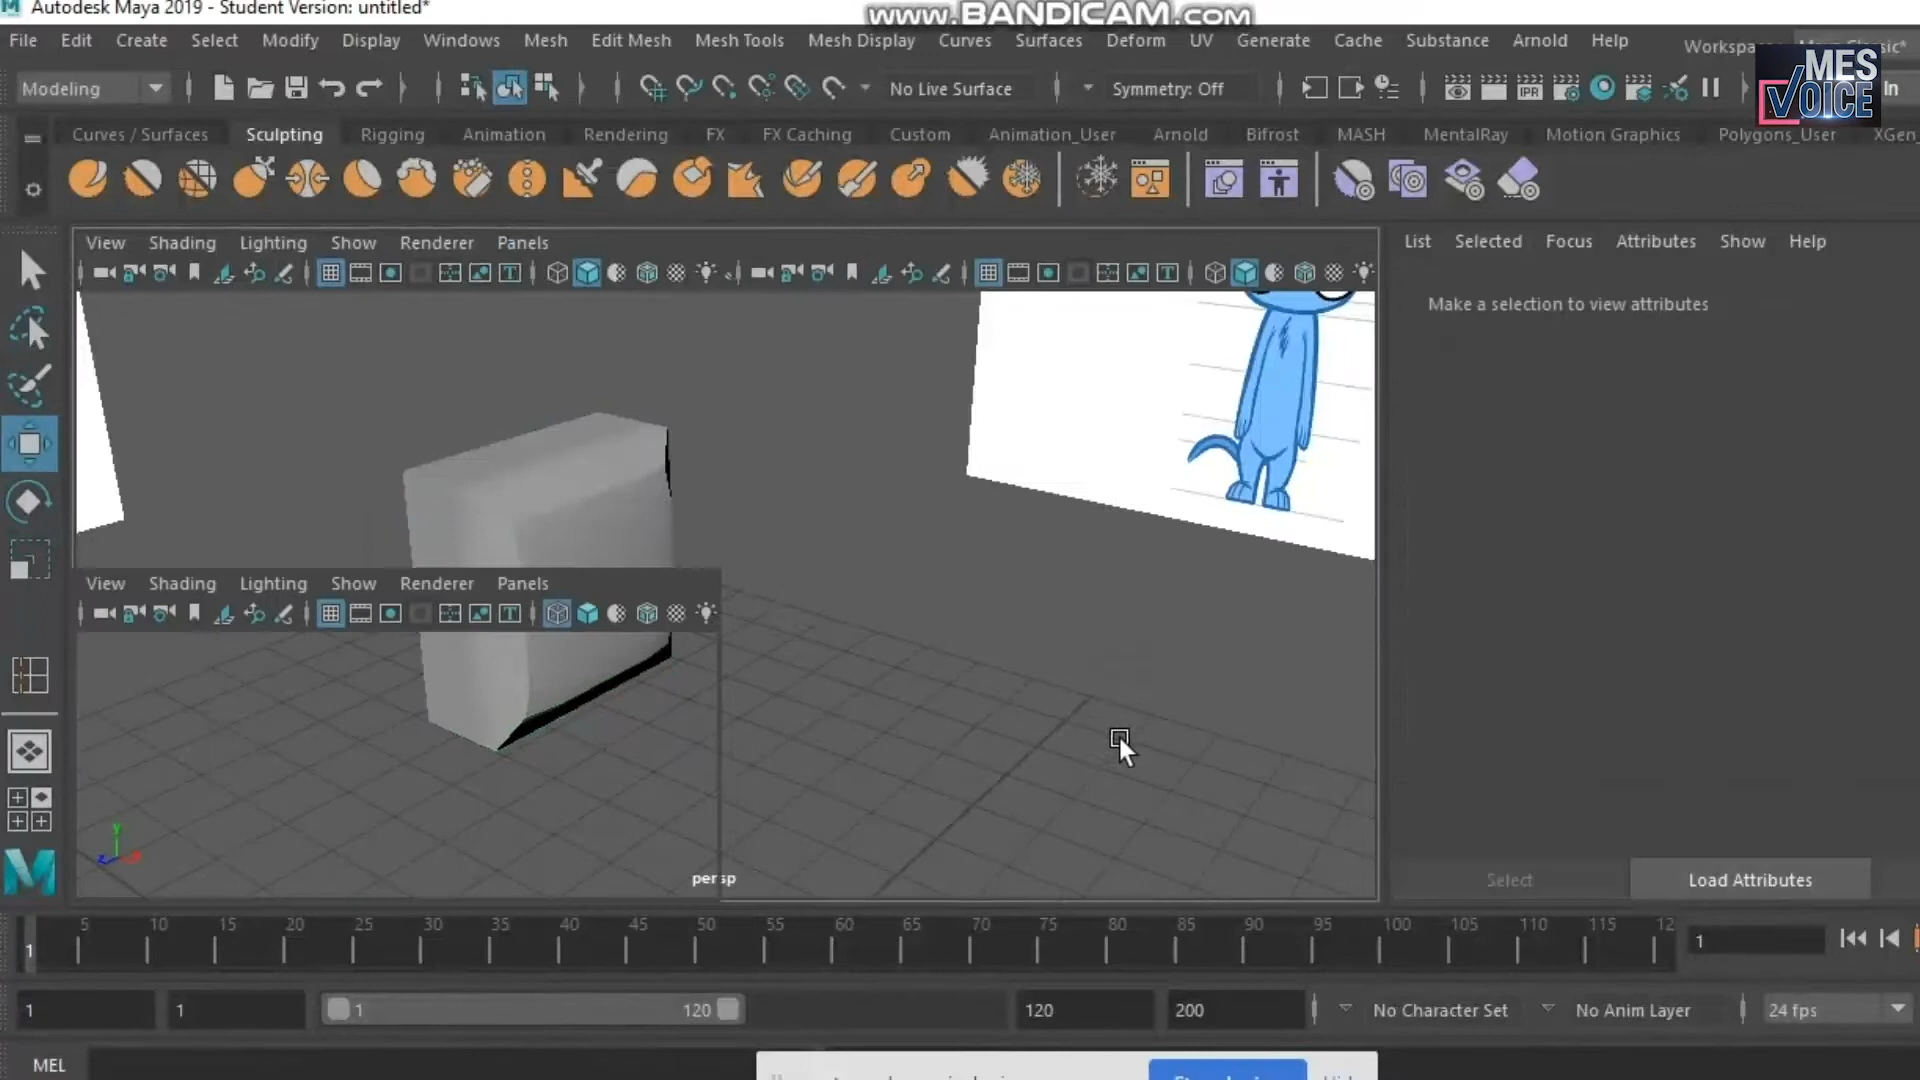 Autodesk Maya 2019 - Student Version: untitled*
www.BANDICAM.com
File Edit Create Select Modify Display Windows Mesh Edit Mesh Mesh Tools Mesh Display Curves Surfaces Deform UV Generate Cache Substance Arnold Help
MES VOICE
Modeling No Live Surface Symmetry: Off IPR In
Curves / Surfaces Sculpting Rigging Animation Rendering FX FX Caching Custom Animation_User Arnold Bifrost MASH MentalRay Motion Graphics Polygons_User XGen
View Shading Lighting Show Renderer Panels
List Selected Focus Attributes Show Help
Make a selection to view attributes
View Shading Lighting Show Renderer Panels
y
persp
Select Load Attributes
5 10 15 20 25 30 35 40 45 50 55 60 65 70 75 80 85 90 95 100 105 110 115 12
1 1
1 1 1 120 120 200 No Character Set No Anim Layer 24 fps
MEL